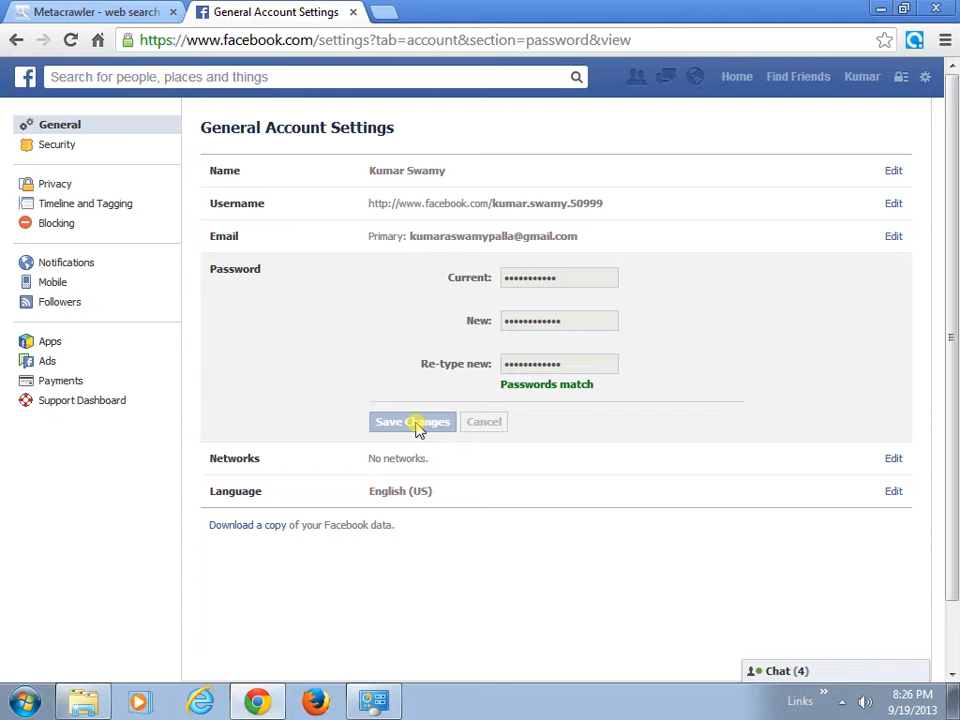 Metacrawler - web search
General Account Settings
https://www.facebook.com/settings?tab=account&section=password&view
f
Search for people, places and things
Home
Find Friends
Kumar
General
Security
Privacy
Timeline and Tagging
Blocking
Notifications
Mobile
Followers
Apps
Ads
Payments
Support Dashboard
General Account Settings
Name Kumar Swamy Edit
Username http://www.facebook.com/kumar.swamy.50999 Edit
Email Primary: kumaraswamypalla@gmail.com Edit
Password Current: •••••••••••
New: ••••••••••••
Re-type new: ••••••••••••
Passwords match
Save Changes Cancel
Networks No networks. Edit
Language English (US) Edit
Download a copy of your Facebook data.
Chat (4)
Links
8:26 PM
9/19/2013